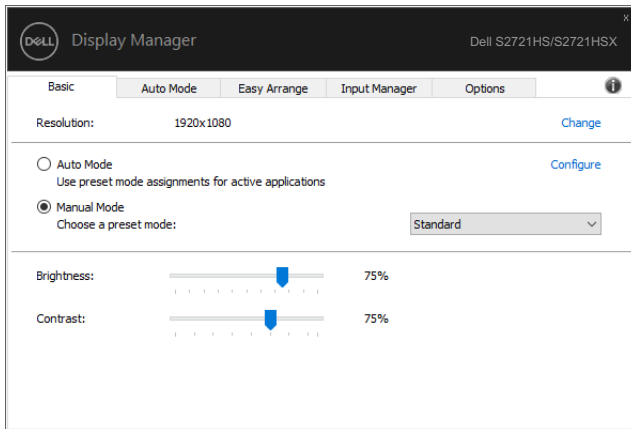 x
DELL Display Manager
Dell S2721HS/S2721HSX
Basic Auto Mode Easy Arrange Input Manager Options i
Resolution: 1920x1080 Change
Auto Mode Configure
Use preset mode assignments for active applications
Manual Mode
Choose a preset mode: Standard
Brightness: 75%
Contrast: 75%